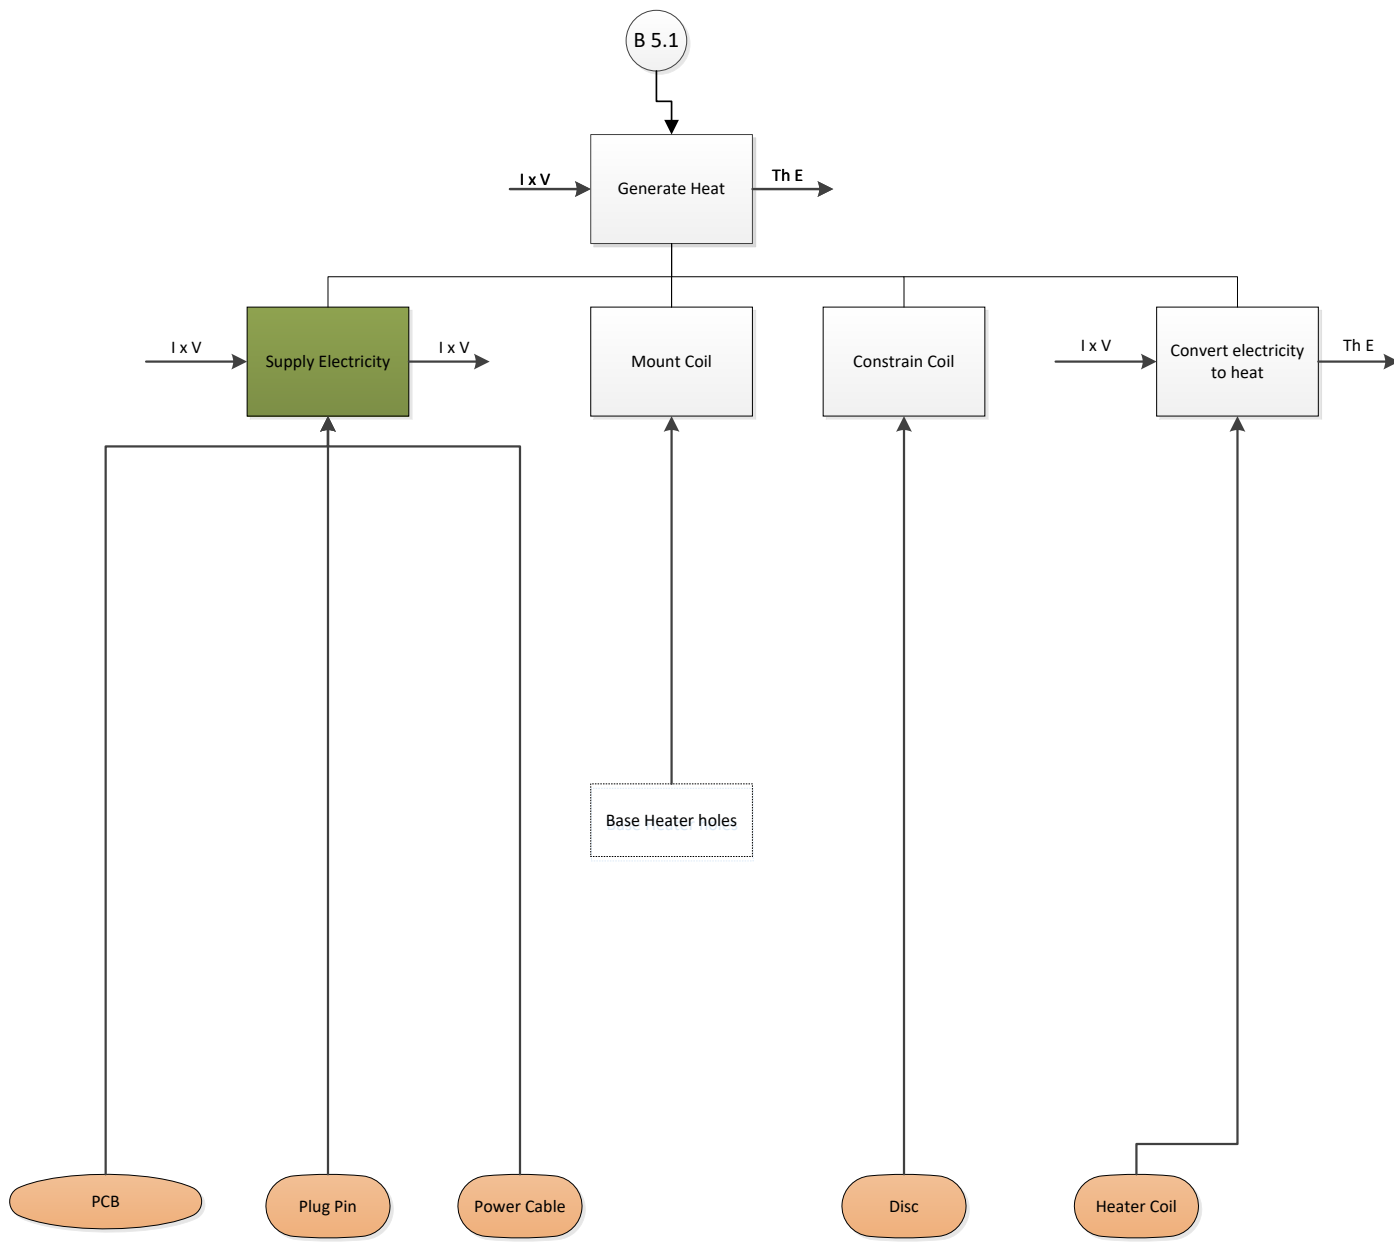 B 5.1
I x V
Generate Heat
Th E
I x V
Supply Electricity
I x V
Mount Coil
Constrain Coil
I x V
Convert electricity
to heat
Th E
Base Heater holes
PCB
Plug Pin
Power Cable
Disc
Heater Coil